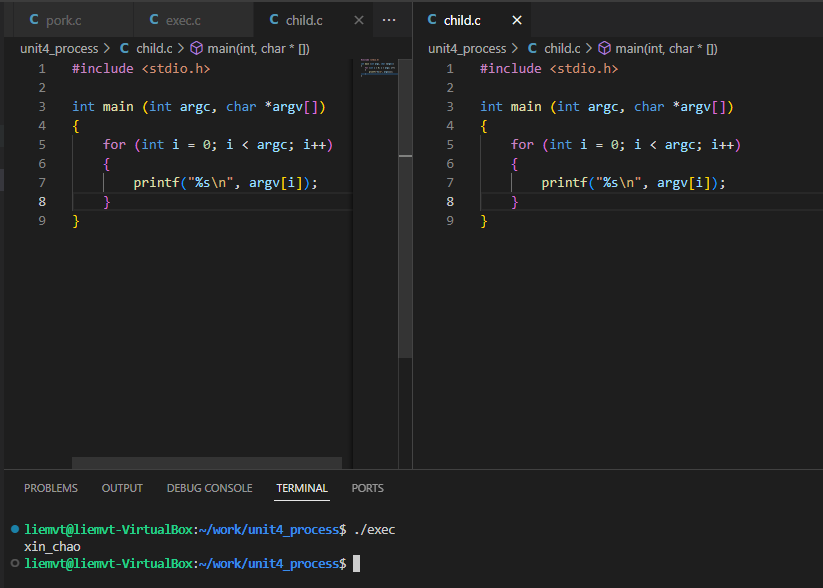 pork.c exec.c child.c
unit4_process > child.c > main(int, char * [])
1 #include <stdio.h>
2
3 int main (int argc, char *argv[])
4 {
5 for (int i = 0; i < argc; i++)
6 {
7 printf("%s\n", argv[i]);
8 }
9 }
child.c
unit4_process > child.c > main(int, char * [])
1 #include <stdio.h>
2
3 int main (int argc, char *argv[])
4 {
5 for (int i = 0; i < argc; i++)
6 {
7 printf("%s\n", argv[i]);
8 }
9 }
PROBLEMS OUTPUT DEBUG CONSOLE TERMINAL PORTS
liemvt@liemvt-VirtualBox:~/work/unit4_process$ ./exec
xin_chao
liemvt@liemvt-VirtualBox:~/work/unit4_process$